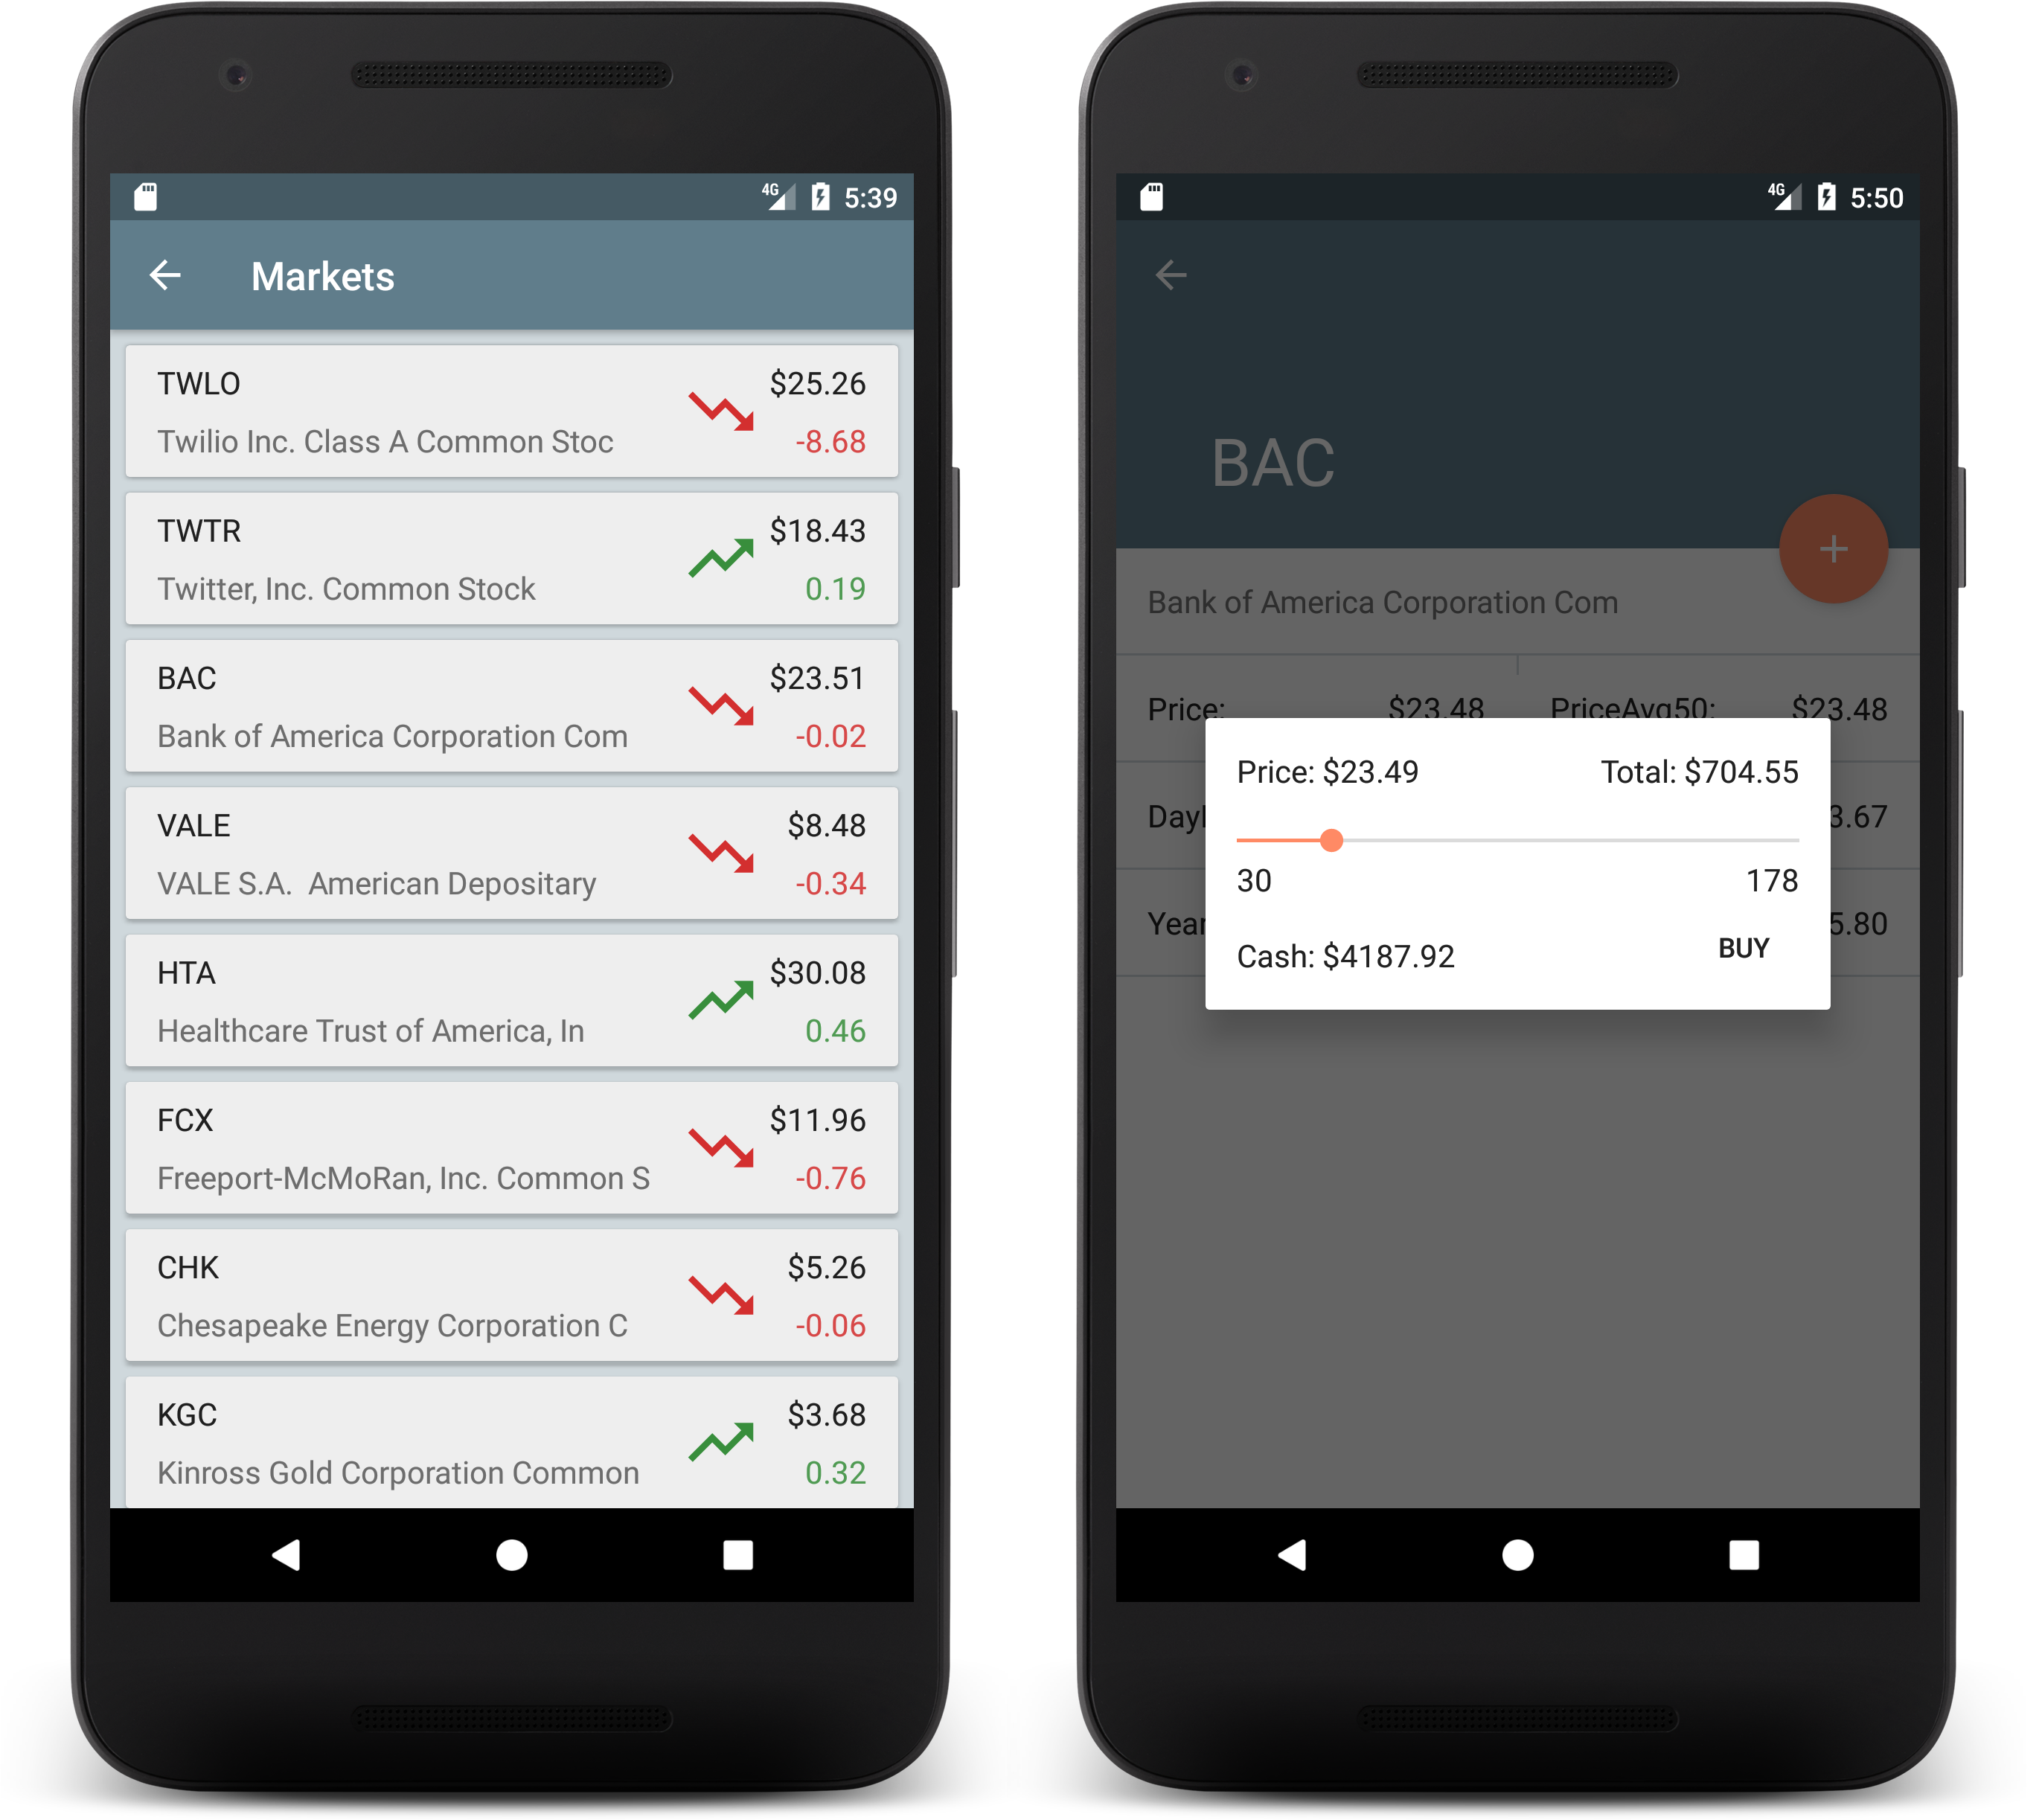 4G 5:39
Markets
TWLO $25.26
Twilio Inc. Class A Common Stoc -8.68
TWTR $18.43
Twitter, Inc. Common Stock 0.19
BAC $23.51
Bank of America Corporation Com -0.02
VALE $8.48
VALE S.A. American Depositary -0.34
HTA $30.08
Healthcare Trust of America, In 0.46
FCX $11.96
Freeport-McMoRan, Inc. Common S -0.76
CHK $5.26
Chesapeake Energy Corporation C -0.06
KGC $3.68
Kinross Gold Corporation Common 0.32
4G 5:50
BAC
+
Bank of America Corporation Com
Price: $23.48 PriceAvg50: $23.48
Price: $23.49 Total: $704.55
3.67
30 178
Year 5.80
Cash: $4187.92 BUY